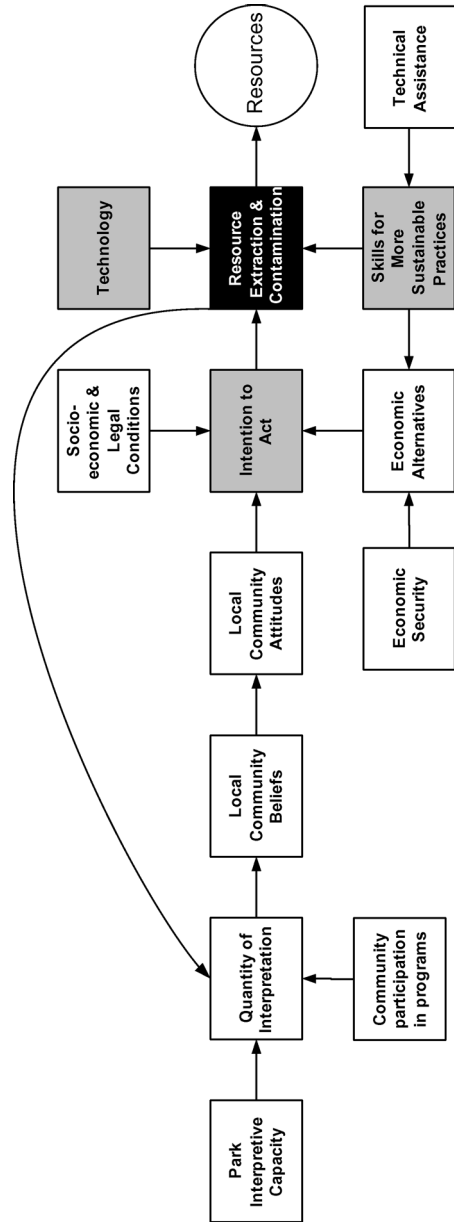 Park
Interpretive
Capacity
Quantity of
Interpretation
Community
participation
in programs
Local
Community
Beliefs
Local
Community
Attitudes
Socio-
economic &
Legal
Conditions
Intention to
Act
Economic
Alternatives
Economic
Security
Technology
Resource
Extraction &
Contamination
Skills for
More
Sustainable
Practices
Resources
Technical
Assistance